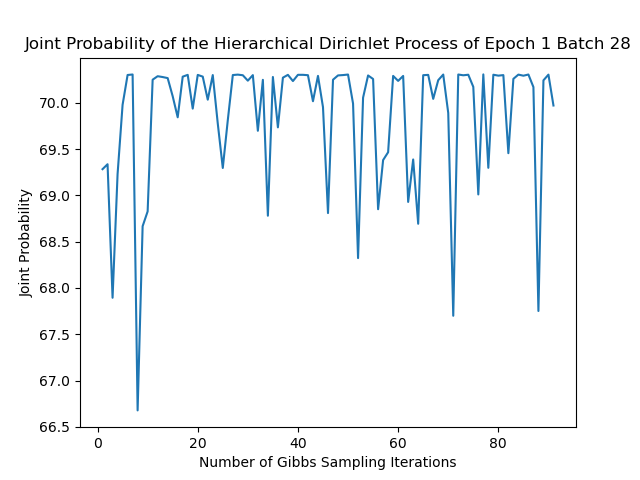 Joint Probability of the Hierarchical Dirichlet Process of Epoch 1 Batch 28
70.0
69.5
69.0
68.5
68.0
67.5
67.0
66.5
Joint Probability
0 20 40 60 80
Number of Gibbs Sampling Iterations